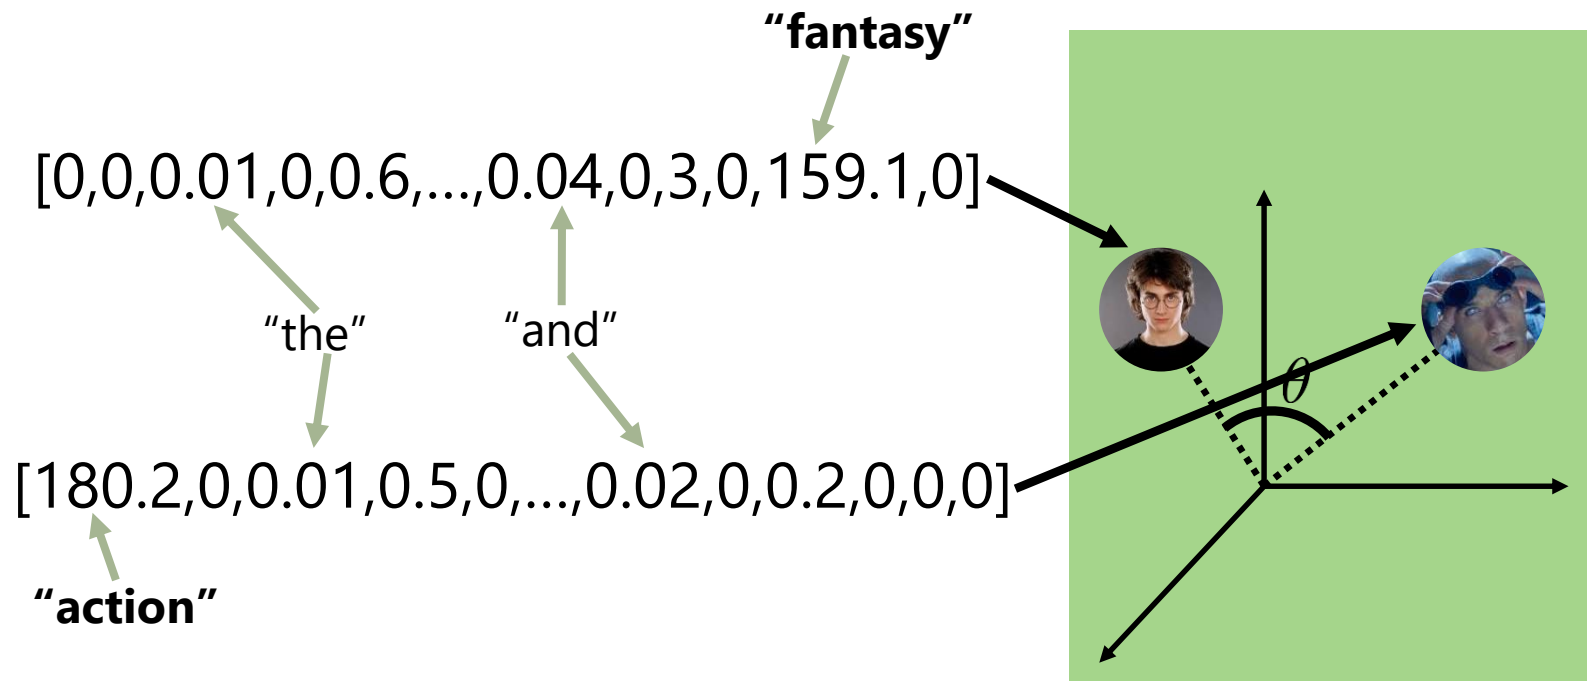 “fantasy”
[0,0,0.01,0,0.6,...,0.04,0,3,0,159.1,0]
“the”
“and”
θ
[180.2,0,0.01,0.5,0,...,0.02,0,0.2,0,0,0]
“action”